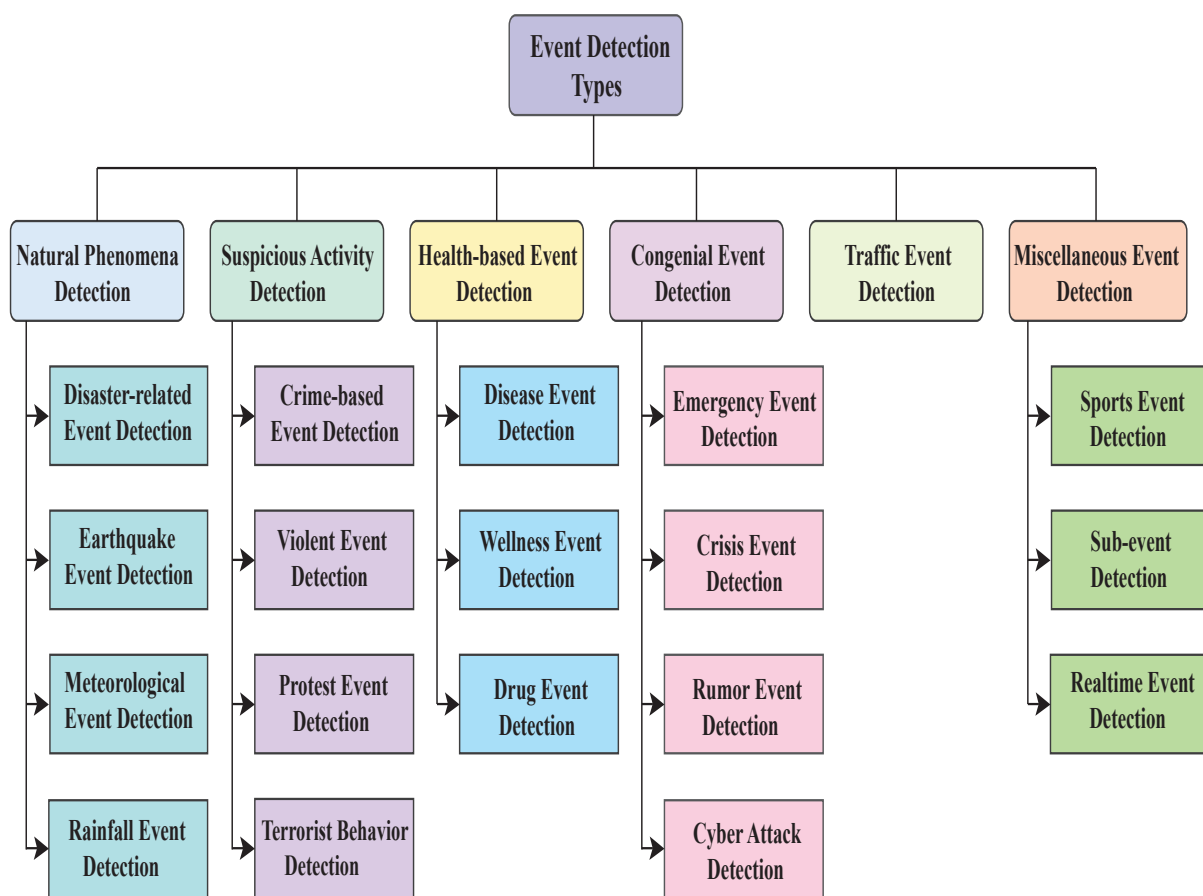 Event Detection
Types
Natural Phenomena
Detection
Suspicious Activity
Detection
Health-based Event
Detection
Congenial Event
Detection
Traffic Event
Detection
Miscellaneous Event
Detection
Disaster-related
Event Detection
Crime-based
Event Detection
Disease Event
Detection
Emergency Event
Detection
Sports Event
Detection
Earthquake
Event Detection
Violent Event
Detection
Wellness Event
Detection
Crisis Event
Detection
Sub-event
Detection
Meteorological
Event Detection
Protest Event
Detection
Drug Event
Detection
Rumor Event
Detection
Realtime Event
Detection
Rainfall Event
Detection
Terrorist Behavior
Detection
Cyber Attack
Detection